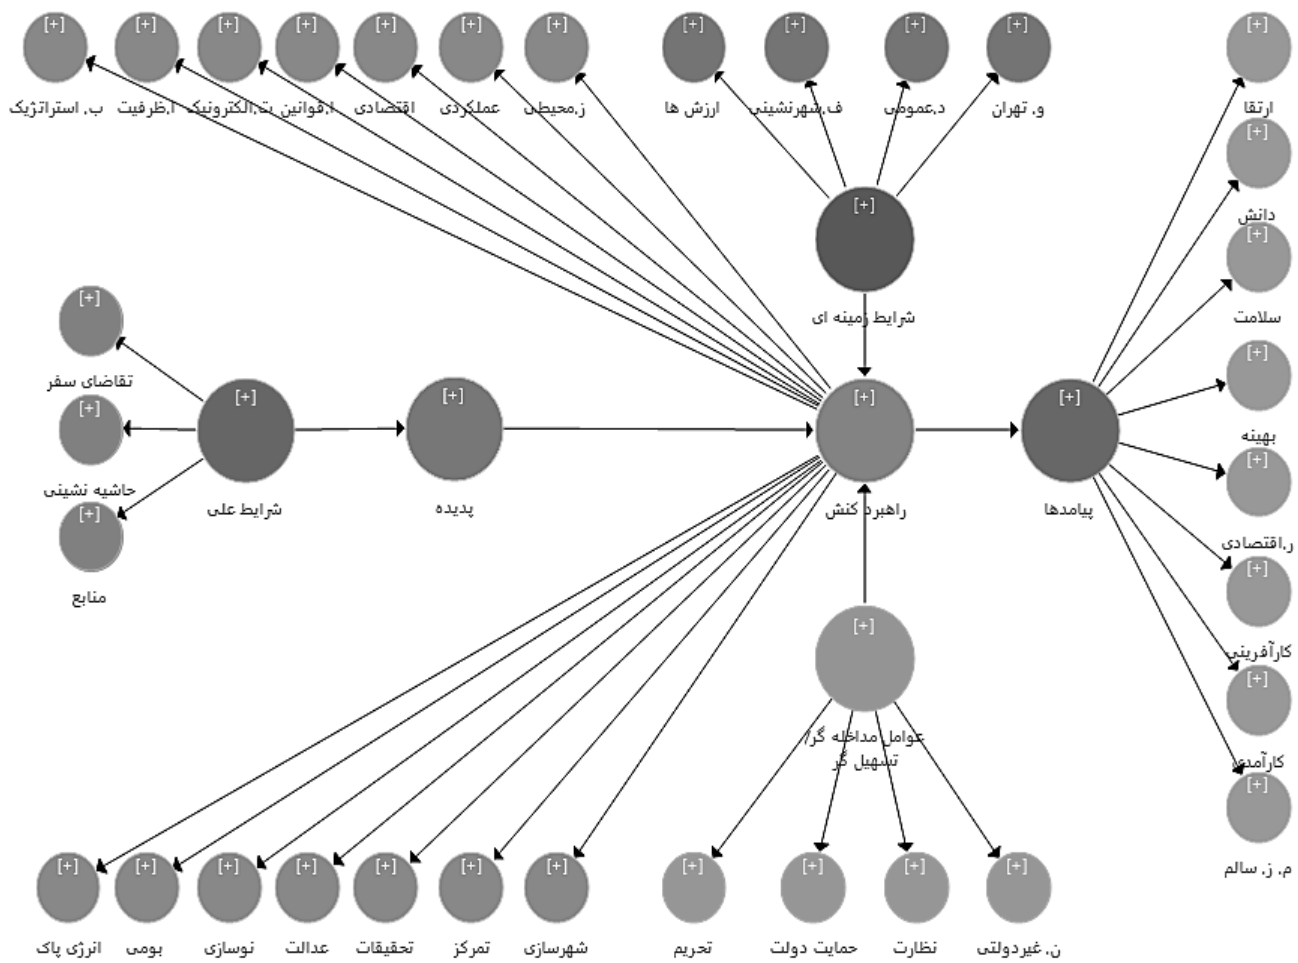 [+] [+] [+] [+] [+] [+] [+] [+] [+] [+] [+] [+]
ب. استراتژیک
ا.ظرفیت
ت.الکترونیک
ا.قوانین
اقتصادی
عملکردی
ز.محیطی
ارزش ها
ف.شهرنشینی
د.عمومی
و. تهران
ارتقا
[+]
دانش
[+]
شرایط زمینه ای
[+]
سلامت
[+]
تقاضای سفر
[+]
حاشیه نشینی
[+]
منابع
[+]
شرایط علی
[+]
پدیده
[+]
راهبرد کنش
[+]
پیامدها
[+]
بهینه
[+]
ر.اقتصادی
[+]
کارآفرینی
[+]
کارآمدی
[+]
م. ز. سالم
[+]
عوامل مداخله گر/
تسهیل گر
[+] [+] [+] [+] [+] [+] [+] [+] [+] [+] [+]
انرژی پاک
بومی
نوسازی
عدالت
تحقیقات
تمرکز
شهرسازی
تحریم
حمایت دولت
نظارت
ن. غیردولتی